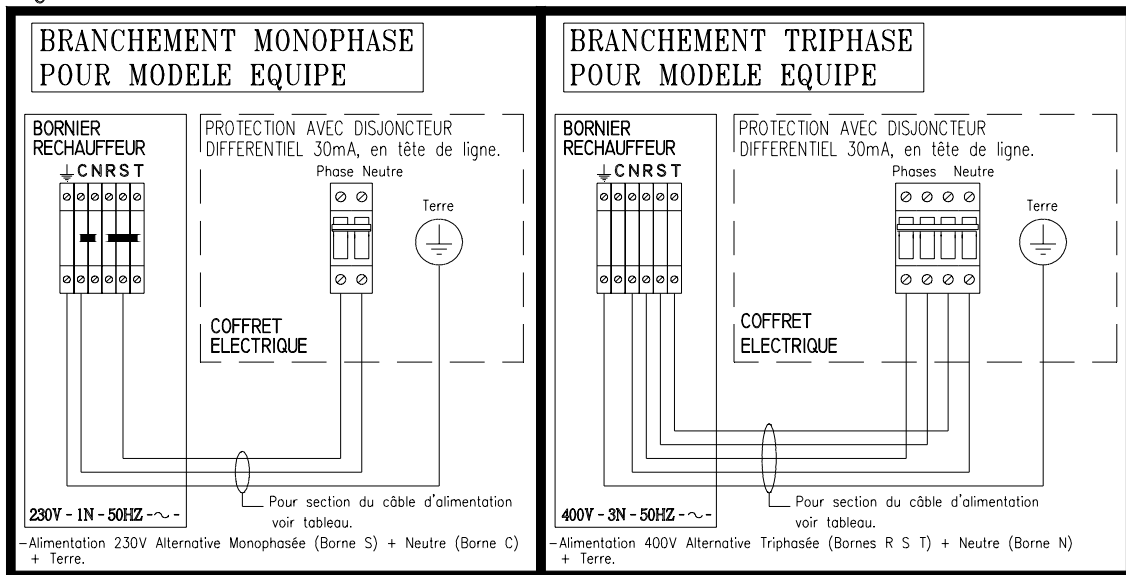 BRANCHEMENT MONOPHASE
POUR MODELE EQUIPE
BORNIER
RECHAUFFEUR
C N R S T
PROTECTION AVEC DISJONCTEUR
DIFFERENTIEL 30mA, en tête de ligne.
Phase Neutre
Terre
COFFRET
ELECTRIQUE
Pour section du câble d'alimentation
voir tableau.
230V - 1N - 50HZ -~-
-Alimentation 230V Alternative Monophasée (Borne S) + Neutre (Borne C)
+ Terre.
BRANCHEMENT TRIPHASE
POUR MODELE EQUIPE
BORNIER
RECHAUFFEUR
C N R S T
PROTECTION AVEC DISJONCTEUR
DIFFERENTIEL 30mA, en tête de ligne.
Phases Neutre
Terre
COFFRET
ELECTRIQUE
Pour section du câble d'alimentation
voir tableau.
400V - 3N - 50HZ -~-
-Alimentation 400V Alternative Triphasée (Bornes R S T) + Neutre (Borne N)
+ Terre.